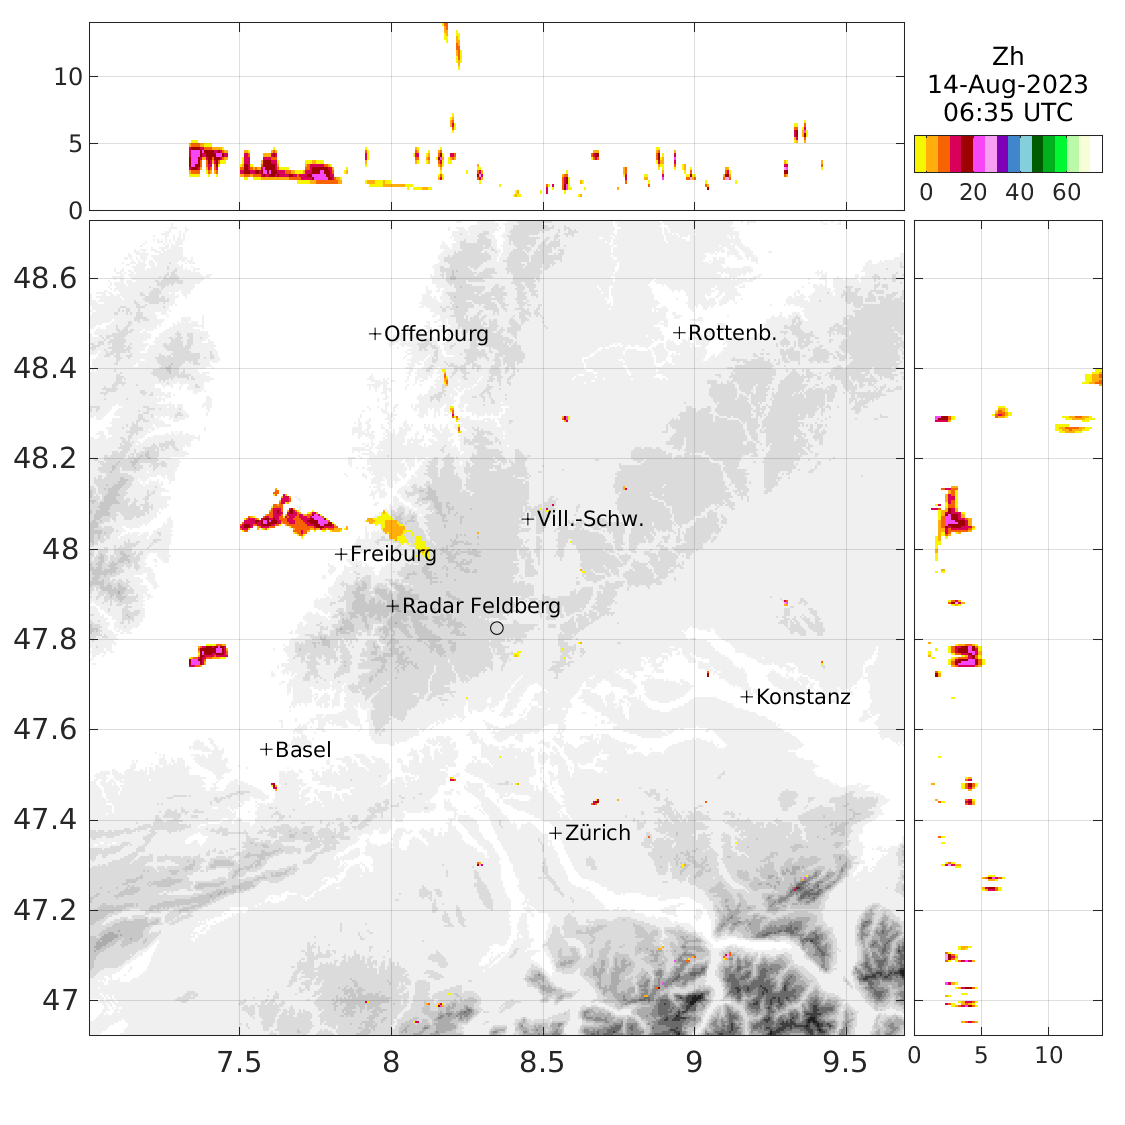 10
5
0
Zh
14-Aug-2023
06:35 UTC
0 20 40 60
48.6
48.4
48.2
48
47.8
47.6
47.4
47.2
47
+Offenburg
+Rottenb.
+Vill.-Schw.
+Freiburg
+Radar Feldberg
+Konstanz
+Basel
+Zürich
7.5 8 8.5 9 9.5
0 5 10